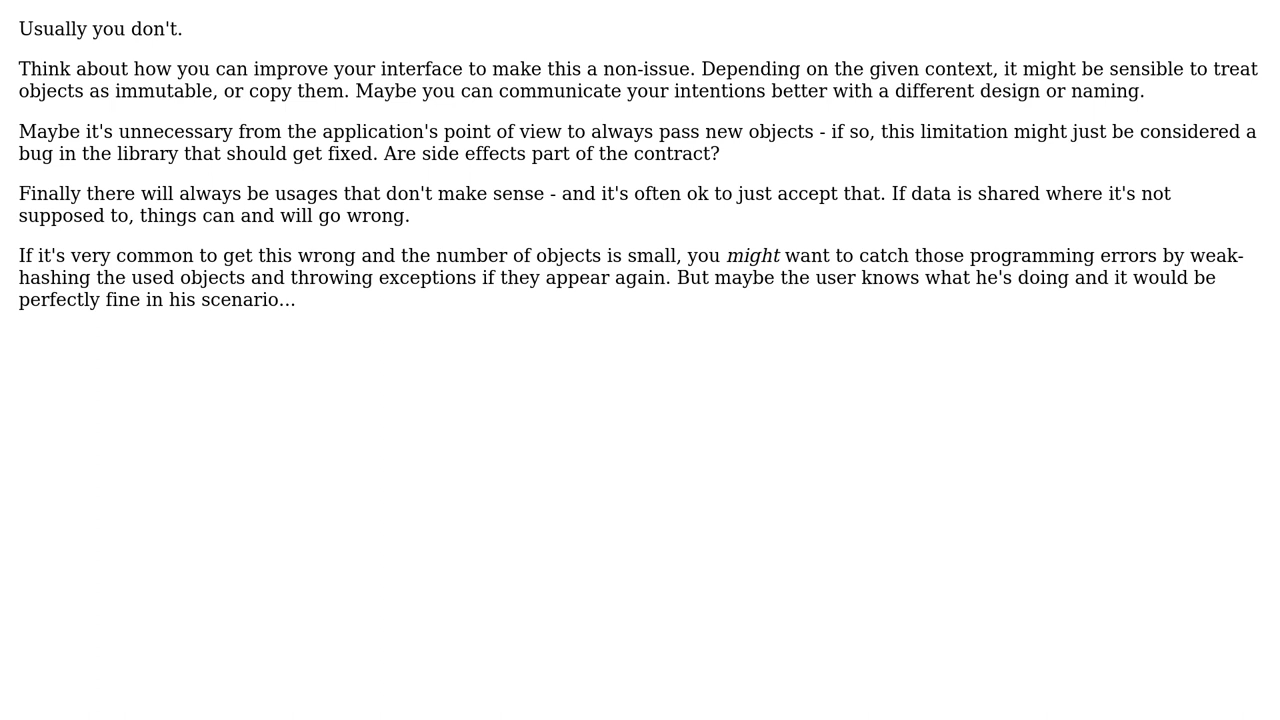 Usually you don't.
Think about how you can improve your interface to make this a non-issue. Depending on the given context, it might be sensible to treat
objects as immutable, or copy them. Maybe you can communicate your intentions better with a different design or naming.
Maybe it's unnecessary from the application's point of view to always pass new objects - if so, this limitation might just be considered a
bug in the library that should get fixed. Are side effects part of the contract?
Finally there will always be usages that don't make sense - and it's often ok to just accept that. If data is shared where it's not
supposed to, things can and will go wrong.
If it's very common to get this wrong and the number of objects is small, you might want to catch those programming errors by weak-
hashing the used objects and throwing exceptions if they appear again. But maybe the user knows what he's doing and it would be
perfectly fine in his scenario...